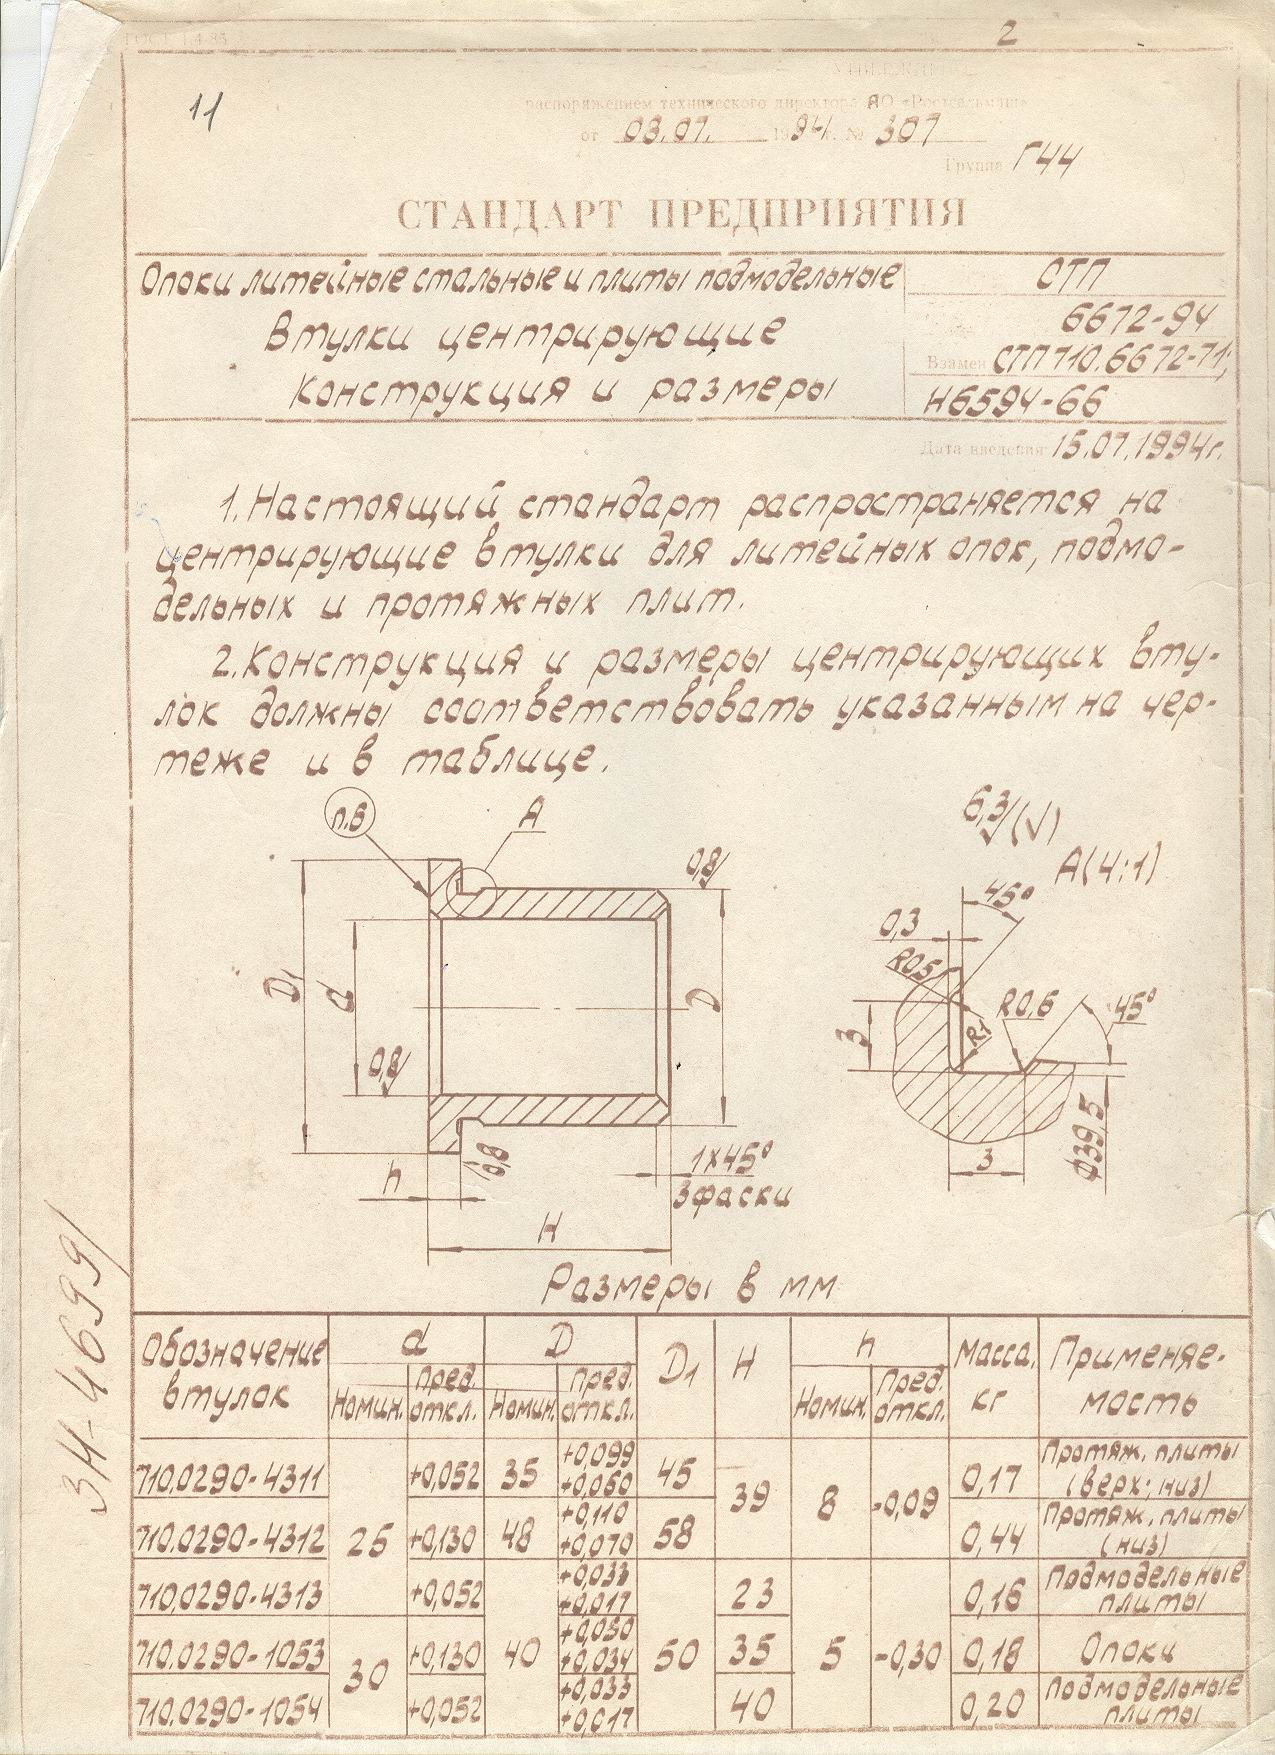 ГОСТ 1.4-85
2
11
распоряжением технического директора АО «Ростсельмаш»
от 03.07. 1994 г. № 307
Группа Г44
СТАНДАРТ ПРЕДПРИЯТИЯ
Опоки литейные стальные и плиты подмодельные
Втулки центрирующие
Конструкция и размеры
СТП
6672-94
Взамен СТП 710.6672-71;
Н6594-66
Дата введения 15.07.1994г.
1. Настоящий стандарт распространяется на
центрирующие втулки для литейных опок, подмо-
дельных и протяжных плит.
2. Конструкция и размеры центрирующих вту-
лок должны соответствовать указанным на чер-
теже и в таблице.
п.6
А
0,8
D1
d
D
0,8
0,8
h
H
1×45°
3 фаски
6,3 (√)
А(4:1)
45°
0,3
R0,5
R0,6
45°
3
R1
3
ф39,5
Размеры в мм
Обозначение втулок | d | D | D1 | H | h | Масса, кг | Применяе-мость
Номин. | Пред. откл. | Номин. | Пред. откл. | Номин. | Пред. откл.
710.0290-4311 | 25 | +0,052 | 35 | +0,099 +0,060 | 45 | 39 | 8 | -0,09 | 0,17 | Протяж. плиты (верх; низ)
710.0290-4312 | +0,130 | 48 | +0,110 +0,070 | 58 | 0,44 | Протяж. плиты (низ)
710.0290-4313 | +0,052 | 40 | +0,033 +0,017 | 50 | 23 | 5 | -0,30 | 0,16 | Подмодельные плиты
710.0290-1053 | 30 | +0,130 | +0,050 +0,034 | 35 | 0,18 | Опоки
710.0290-1054 | +0,052 | +0,033 +0,017 | 40 | 0,20 | Подмодельные плиты
ЗН-4699/